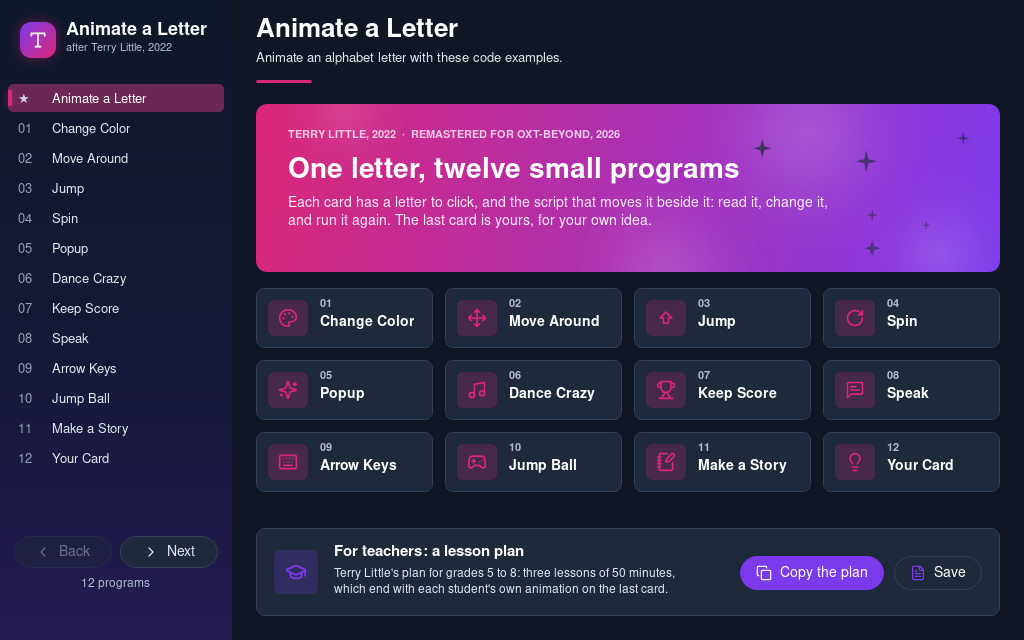 Animate a Letter
after Terry Little, 2022
★ Animate a Letter
01 Change Color
02 Move Around
03 Jump
04 Spin
05 Popup
06 Dance Crazy
07 Keep Score
08 Speak
09 Arrow Keys
10 Jump Ball
11 Make a Story
12 Your Card
Back
Next
12 programs
Animate a Letter
Animate an alphabet letter with these code examples.
TERRY LITTLE, 2022 · REMASTERED FOR OXT-BEYOND, 2026
One letter, twelve small programs
Each card has a letter to click, and the script that moves it beside it: read it, change it,
and run it again. The last card is yours, for your own idea.
01
Change Color
02
Move Around
03
Jump
04
Spin
05
Popup
06
Dance Crazy
07
Keep Score
08
Speak
09
Arrow Keys
10
Jump Ball
11
Make a Story
12
Your Card
For teachers: a lesson plan
Terry Little's plan for grades 5 to 8: three lessons of 50 minutes,
which end with each student's own animation on the last card.
Copy the plan
Save